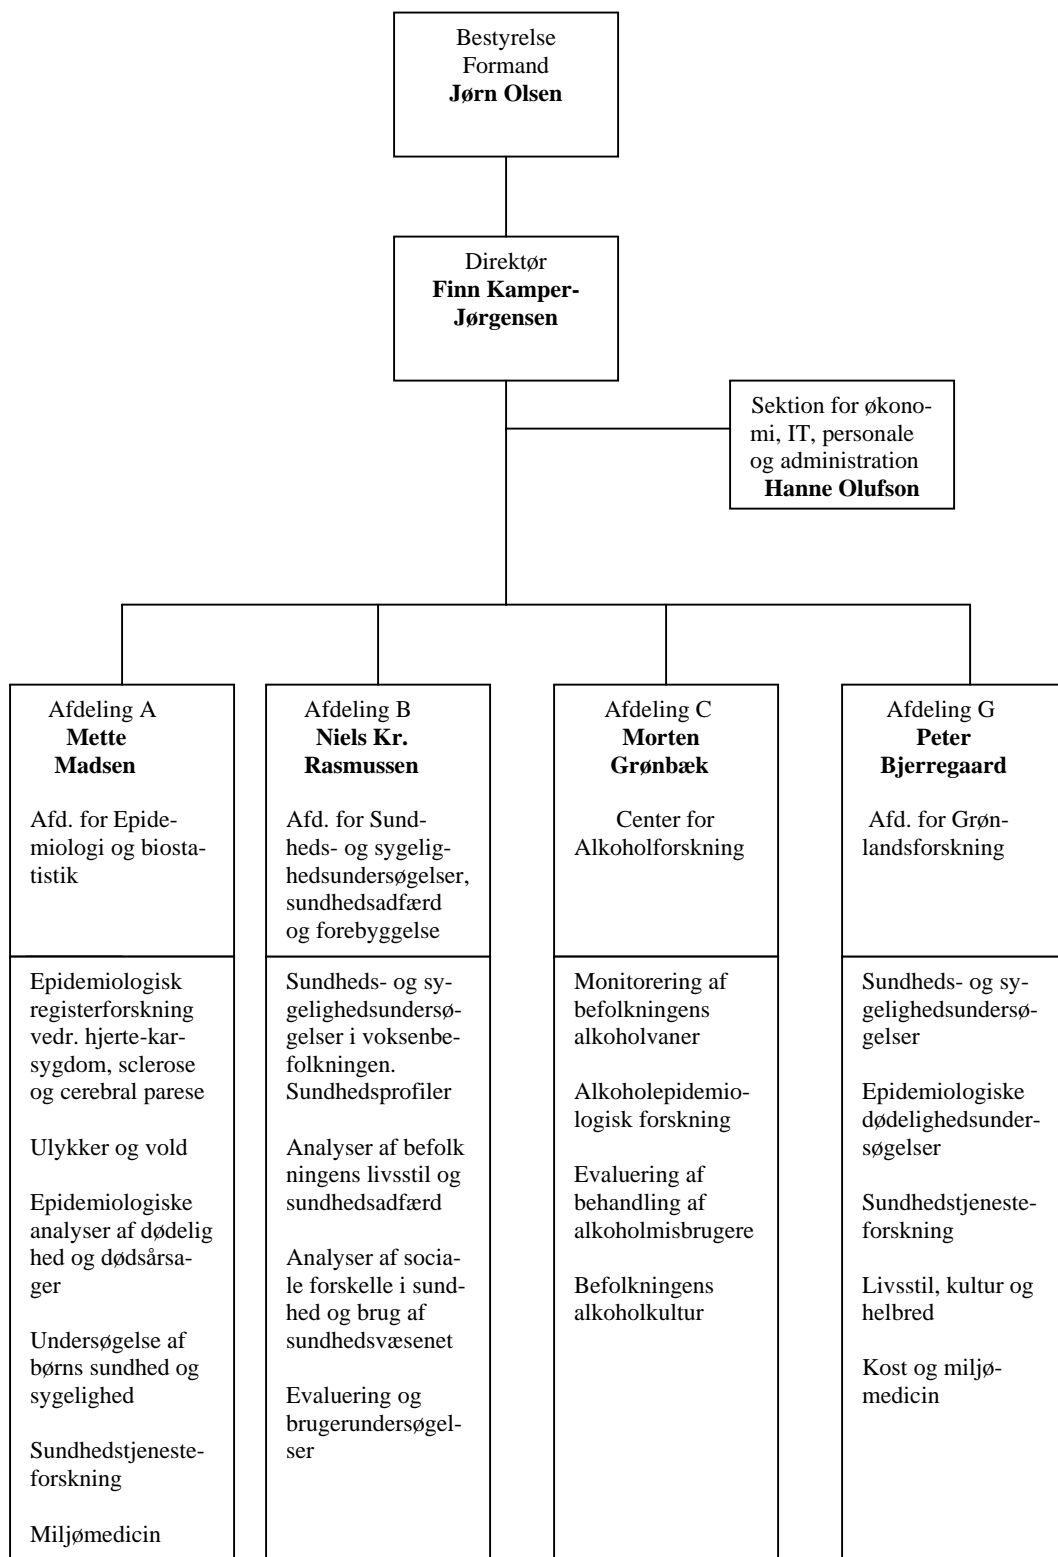 Bestyrelse
Formand
Jørn Olsen
Direktør
Finn Kamper-
Jørgensen
Sektion for økono-
mi, IT, personale
og administration
Hanne Olufson
Afdeling A
Mette
Madsen
Afd. for Epide-
miologi og biosta-
tistik
Epidemiologisk
registerforskning
vedr. hjerte-kar-
sygdom, sclerose
og cerebral parese
Ulykker og vold
Epidemiologiske
analyser af dødelig
hed og dødsårsa-
ger
Undersøgelse af
børns sundhed og
sygelighed
Sundhedstjeneste-
forskning
Miljømedicin
Afdeling B
Niels Kr.
Rasmussen
Afd. for Sund-
heds- og sygelig-
hedsundersøgelser,
sundhedsadfærd
og forebyggelse
Sundheds- og sy-
gelighedsundersø-
gelser i voksenbe-
folkningen.
Sundhedsprofiler
Analyser af befolk
ningens livsstil og
sundhedsadfærd
Analyser af socia-
le forskelle i sund-
hed og brug af
sundhedsvæsenet
Evaluering og
brugerundersøgel-
ser
Afdeling C
Morten
Grønbæk
Center for
Alkoholforskning
Monitorering af
befolkningens
alkoholvaner
Alkoholepidemio-
logisk forskning
Evaluering af
behandling af
alkoholmisbrugere
Befolkningens
alkoholkultur
Afdeling G
Peter
Bjerregaard
Afd. for Grøn-
landsforskning
Sundheds- og sy-
gelighedsundersø-
gelser
Epidemiologiske
dødelighedsunder-
søgelser
Sundhedstjeneste-
forskning
Livsstil, kultur og
helbred
Kost og miljø-
medicin